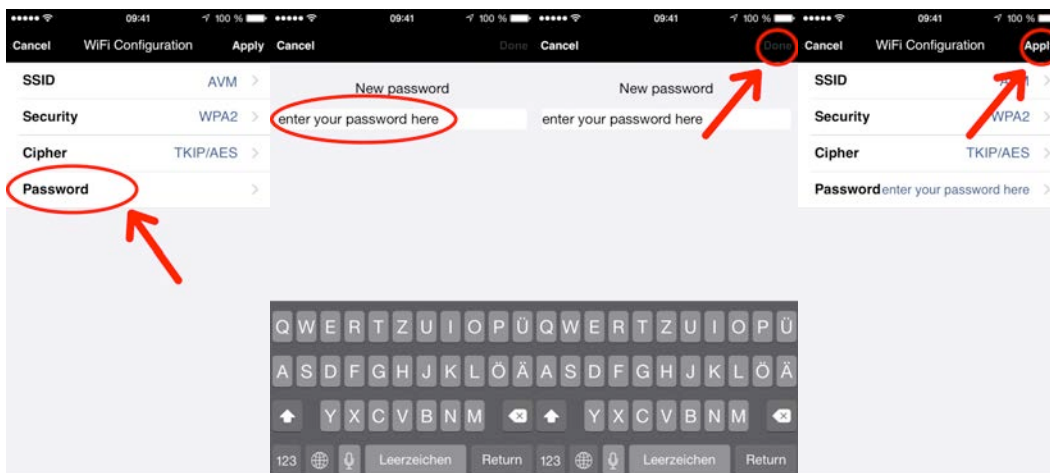 09:41
100 %
Cancel WiFi Configuration Apply
SSID AVM
Security WPA2
Cipher TKIP/AES
Password
09:41
100 %
Cancel Done
New password
enter your password here
Q W E R T Z U I O P Ü
A S D F G H J K L Ö Ä
Y X C V B N M
123 Leerzeichen Return
09:41
100 %
Cancel Done
New password
enter your password here
Q W E R T Z U I O P Ü
A S D F G H J K L Ö Ä
Y X C V B N M
123 Leerzeichen Return
09:41
100 %
Cancel WiFi Configuration Appl
SSID AVM
Security WPA2
Cipher TKIP/AES
Password enter your password here